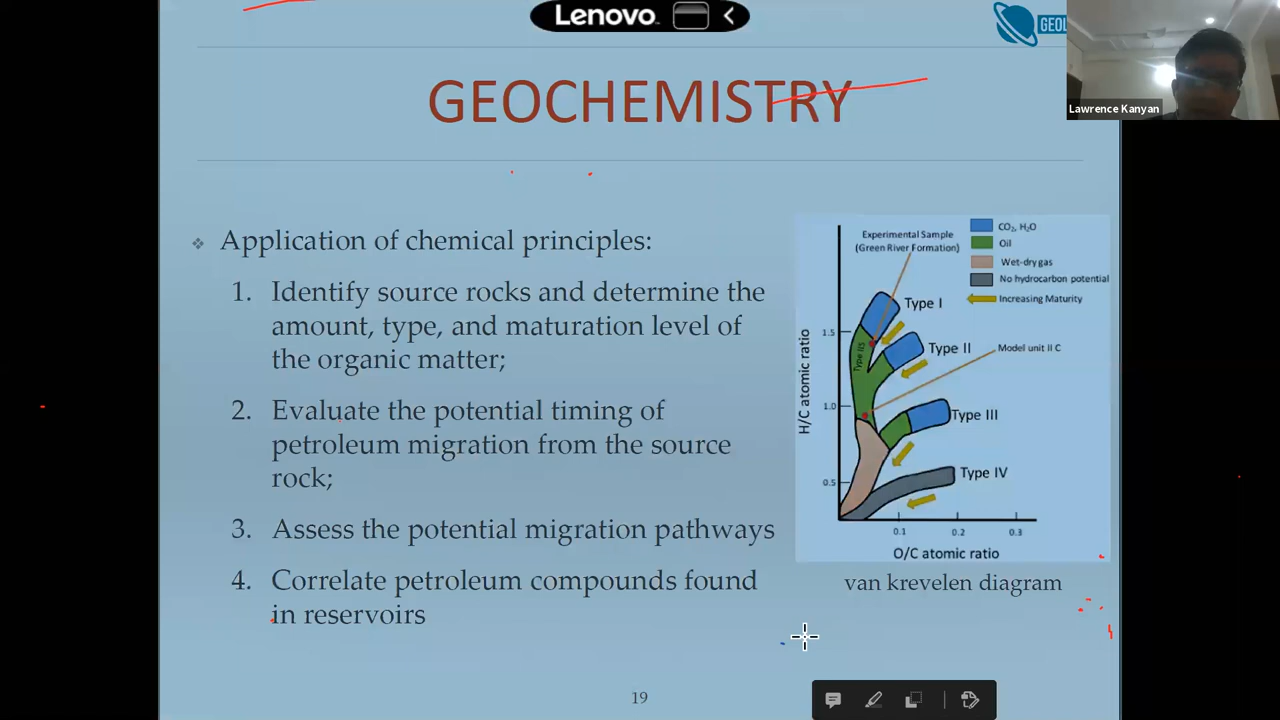 Lenovo
GEOL
Lawrence Kanyan
GEOCHEMISTRY
Application of chemical principles:
1. Identify source rocks and determine the
amount, type, and maturation level of
the organic matter;
2. Evaluate the potential timing of
petroleum migration from the source
rock;
3. Assess the potential migration pathways
4. Correlate petroleum compounds found
in reservoirs
Experimental Sample
(Green River Formation)
CO₂, H₂O
Oil
Wet-dry gas
No hydrocarbon potential
Increasing Maturity
Type I
Type II
Type IIS
Model unit II C
Type III
Type IV
H/C atomic ratio
1.5
1.0
0.5
0.1 0.2 0.3
O/C atomic ratio
van krevelen diagram
19